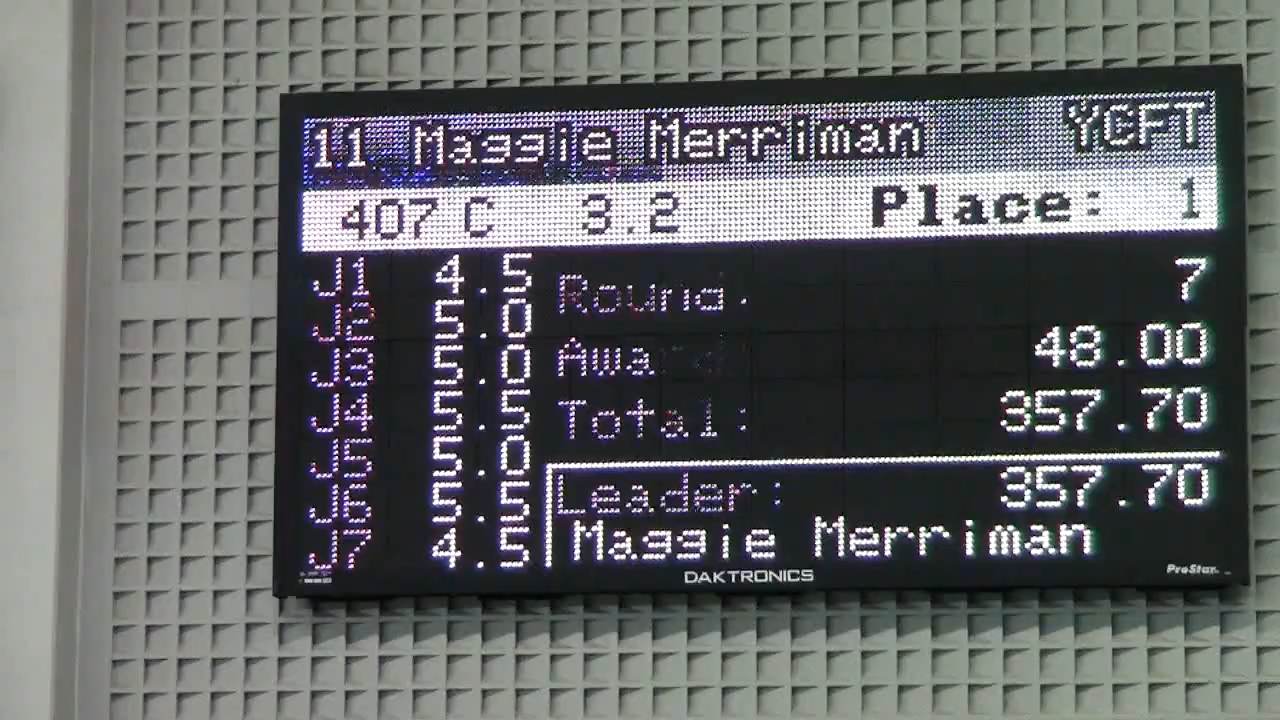 11 Maggie Merriman YCFT
407 C 3.2 Place: 1
J1 4.5 Round: 7
J2 5.0
J3 5.0 Award 48.00
J4 5.5 Total: 357.70
J5 5.0
J6 5.5 Leader: 357.70
J7 4.5 Maggie Merriman
DAKTRONICS ProStar